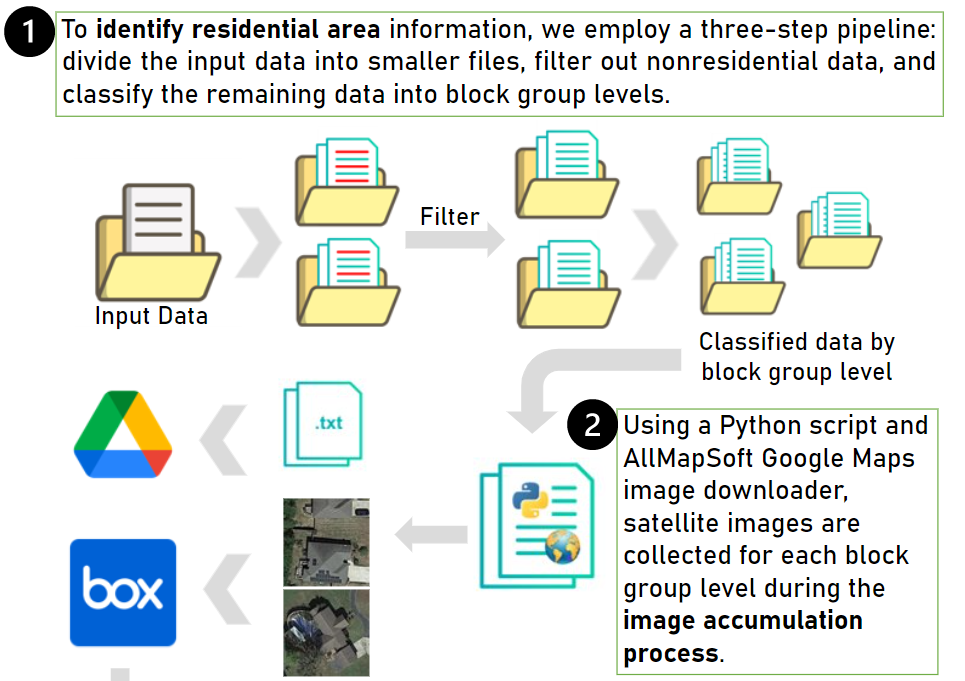 1
To identify residential area information, we employ a three-step pipeline:
divide the input data into smaller files, filter out nonresidential data, and
classify the remaining data into block group levels.
Filter
Input Data
Classified data by
block group level
.txt
2
Using a Python script and
AllMapSoft Google Maps
image downloader,
satellite images are
collected for each block
group level during the
image accumulation
process.
box